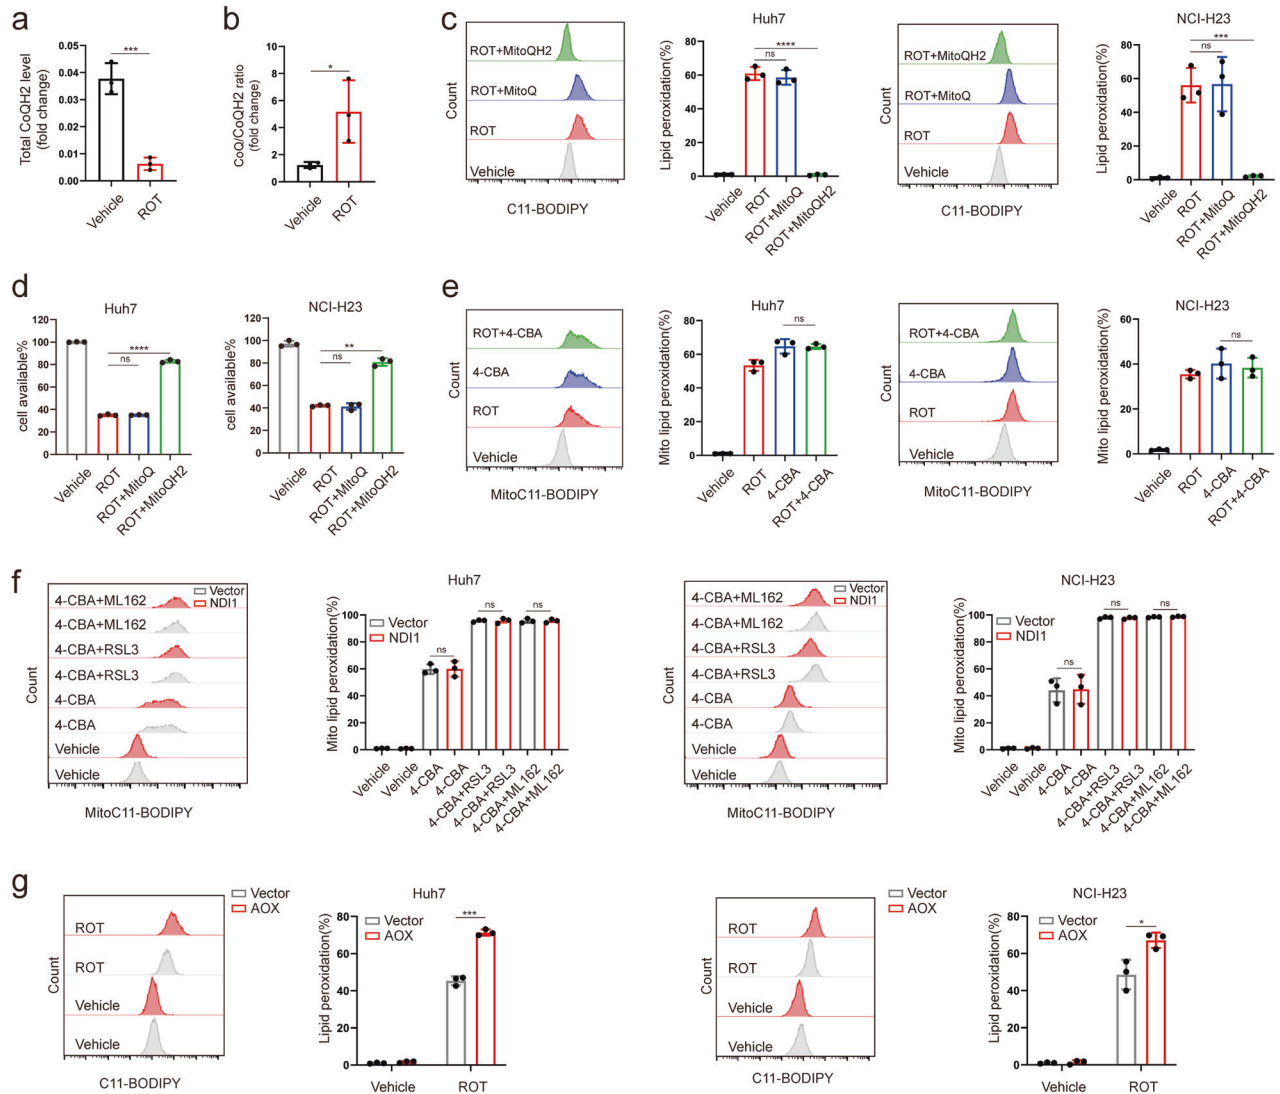 a
Total CoQH2 level
(fold change)
0.05
0.04
0.03
0.02
0.01
0.00
***
Vehicle
ROT
b
CoQ/CoQH2 ratio
(fold change)
10
8
6
4
2
0
*
Vehicle
ROT
c
Count
ROT+MitoQH2
ROT+MitoQ
ROT
Vehicle
C11-BODIPY
Huh7
Lipid peroxidation(%)
80
60
40
20
0
****
ns
Vehicle
ROT
ROT+MitoQ
ROT+MitoQH2
Count
ROT+MitoQH2
ROT+MitoQ
ROT
Vehicle
C11-BODIPY
NCI-H23
Lipid peroxidation(%)
80
60
40
20
0
***
ns
Vehicle
ROT
ROT+MitoQ
ROT+MitoQH2
d
Huh7
cell available%
120
100
80
60
40
20
0
****
ns
Vehicle
ROT
ROT+MitoQ
ROT+MitoQH2
NCI-H23
cell available%
120
100
80
60
40
20
0
**
ns
Vehicle
ROT
ROT+MitoQ
ROT+MitoQH2
e
Count
ROT+4-CBA
4-CBA
ROT
Vehicle
MitoC11-BODIPY
Huh7
Mito lipid peroxidation(%)
80
60
40
20
0
ns
Vehicle
ROT
4-CBA
ROT+4-CBA
Count
ROT+4-CBA
4-CBA
ROT
Vehicle
MitoC11-BODIPY
NCI-H23
Mito lipid peroxidation(%)
60
40
20
0
ns
Vehicle
ROT
4-CBA
ROT+4-CBA
f
Count
Vector
NDI1
4-CBA+ML162
4-CBA+ML162
4-CBA+RSL3
4-CBA+RSL3
4-CBA
4-CBA
Vehicle
Vehicle
MitoC11-BODIPY
Huh7
Mito lipid peroxidation(%)
100
80
60
40
20
0
Vector
NDI1
ns
ns
ns
Vehicle
Vehicle
4-CBA
4-CBA
4-CBA+RSL3
4-CBA+RSL3
4-CBA+ML162
4-CBA+ML162
Count
Vector
NDI1
4-CBA+ML162
4-CBA+ML162
4-CBA+RSL3
4-CBA+RSL3
4-CBA
4-CBA
Vehicle
Vehicle
MitoC11-BODIPY
NCI-H23
Mito lipid peroxidation(%)
100
80
60
40
20
0
Vector
NDI1
ns
ns
ns
Vehicle
Vehicle
4-CBA
4-CBA
4-CBA+RSL3
4-CBA+RSL3
4-CBA+ML162
4-CBA+ML162
g
Count
Vector
AOX
ROT
ROT
Vehicle
Vehicle
C11-BODIPY
Huh7
Lipid peroxidation(%)
80
60
40
20
0
Vector
AOX
***
Vehicle
ROT
Count
Vector
AOX
ROT
ROT
Vehicle
Vehicle
C11-BODIPY
NCI-H23
Lipid peroxidation(%)
80
60
40
20
0
Vector
AOX
*
Vehicle
ROT